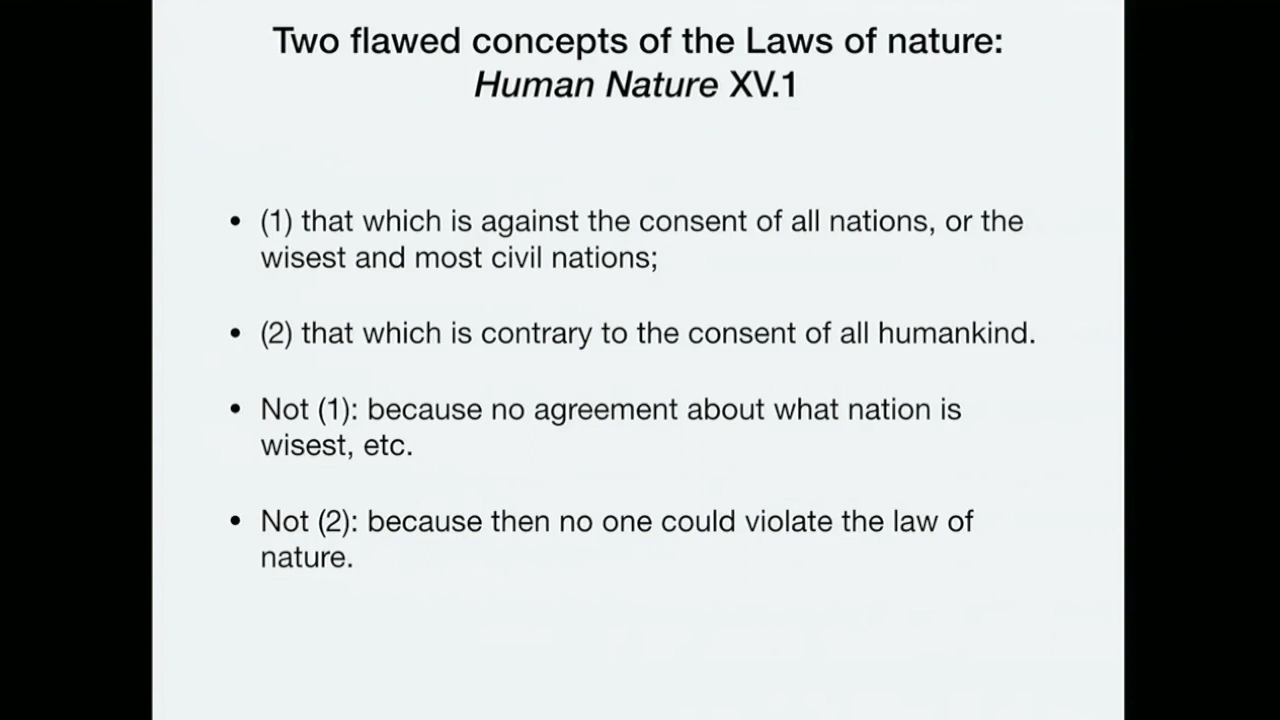 Two flawed concepts of the Laws of nature:
Human Nature XV.1
• (1) that which is against the consent of all nations, or the
wisest and most civil nations;
• (2) that which is contrary to the consent of all humankind.
• Not (1): because no agreement about what nation is
wisest, etc.
• Not (2): because then no one could violate the law of
nature.